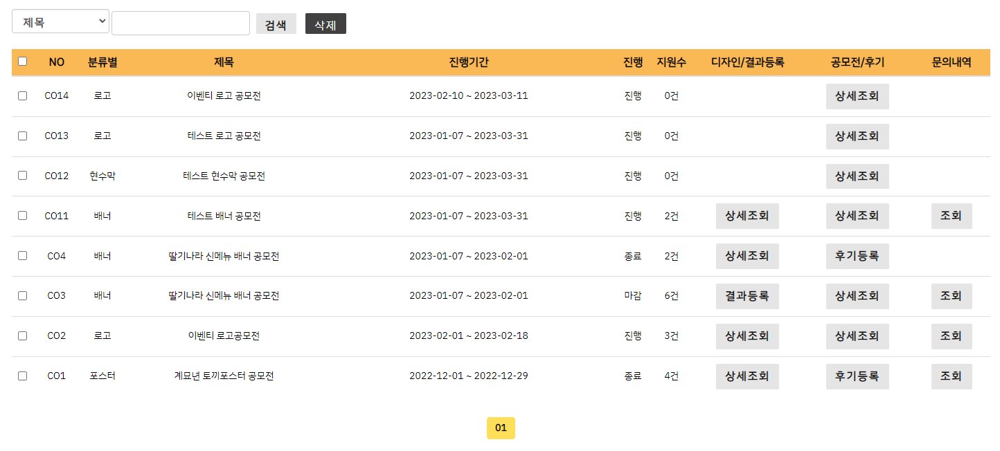 제목 검색 삭제
NO 분류별 제목 진행기간 진행 지원수 디자인/결과등록 공모전/후기 문의내역
CO14 로고 이벤티 로고 공모전 2023-02-10 ~ 2023-03-11 진행 0건 상세조회
CO13 로고 테스트 로고 공모전 2023-01-07 ~ 2023-03-31 진행 0건 상세조회
CO12 현수막 테스트 현수막 공모전 2023-01-07 ~ 2023-03-31 진행 0건 상세조회
CO11 배너 테스트 배너 공모전 2023-01-07 ~ 2023-03-31 진행 2건 상세조회 상세조회 조회
CO4 배너 딸기나라 신메뉴 배너 공모전 2023-01-07 ~ 2023-02-01 종료 2건 상세조회 후기등록
CO3 배너 딸기나라 신메뉴 배너 공모전 2023-01-07 ~ 2023-02-01 마감 6건 결과등록 상세조회 조회
CO2 로고 이벤티 로고공모전 2023-02-01 ~ 2023-02-18 진행 3건 상세조회 상세조회 조회
CO1 포스터 계묘년 토끼포스터 공모전 2022-12-01 ~ 2022-12-29 종료 4건 상세조회 후기등록 조회
01